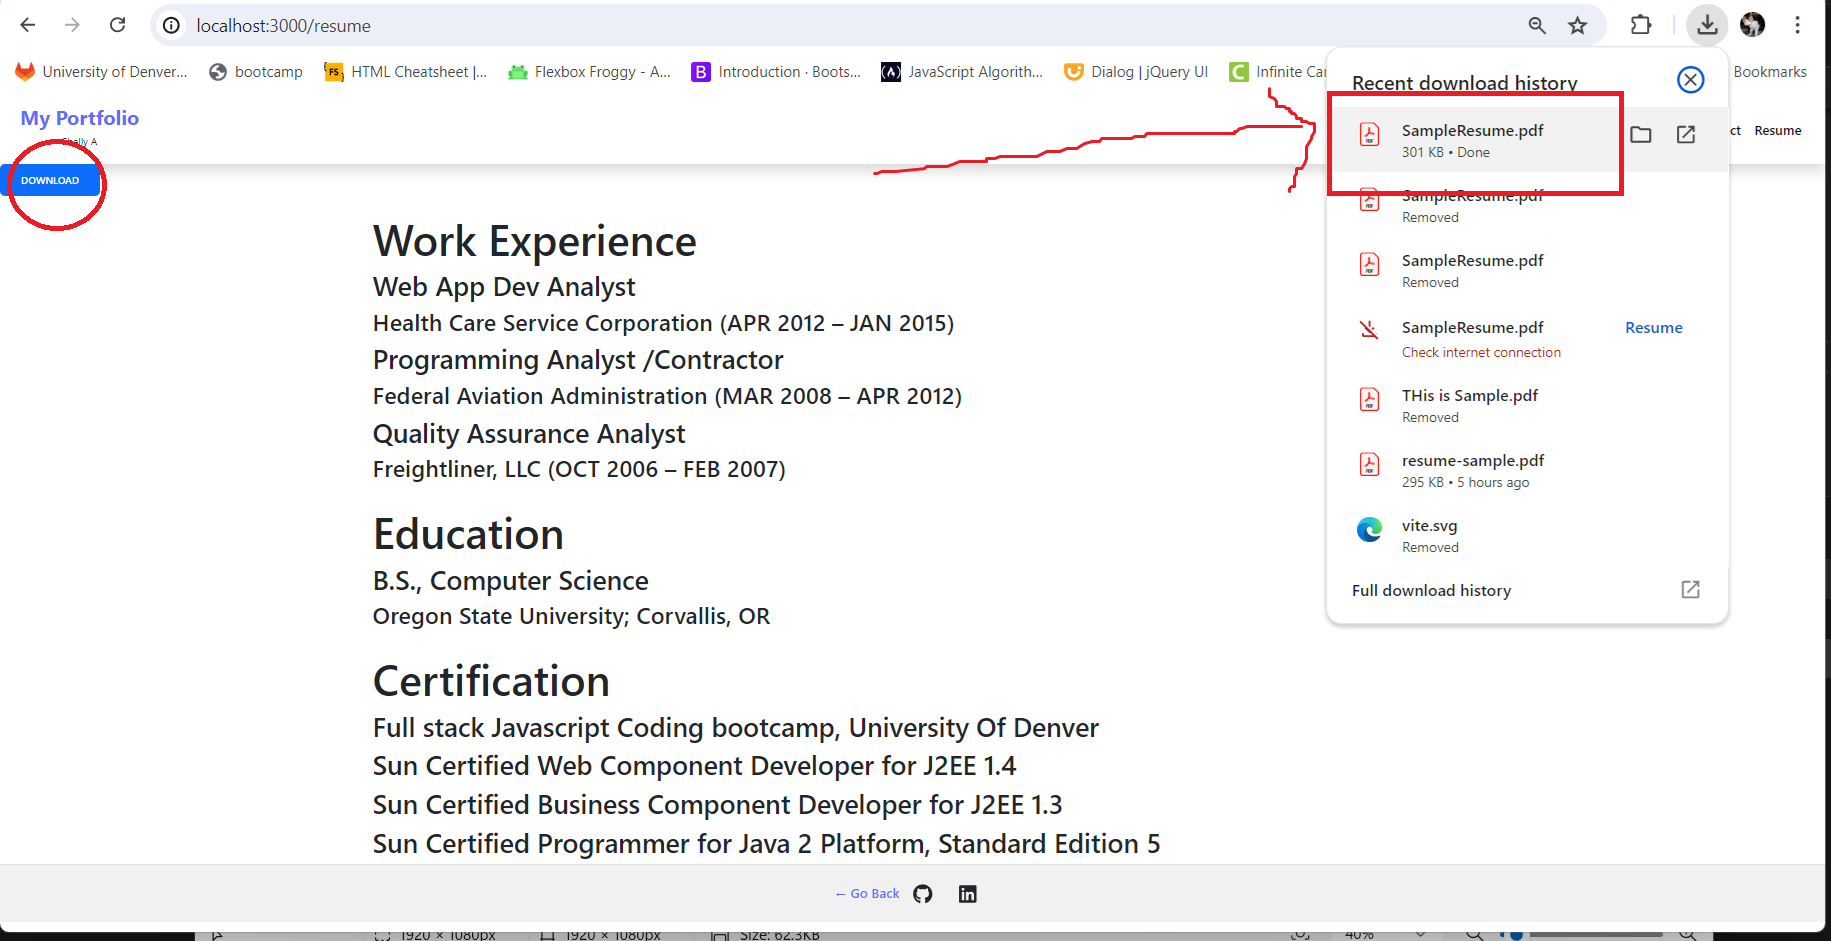 localhost:3000/resume
University of Denver...
bootcamp
FS
HTML Cheatsheet |...
Flexbox Froggy - A...
B
Introduction · Boots...
(A)
JavaScript Algorith...
Dialog | jQuery UI
C
Infinite Ca
Bookmarks
My Portfolio
A
ct
Resume
DOWNLOAD
Recent download history
SampleResume.pdf
301 KB • Done
SampleResume.pdf
Removed
SampleResume.pdf
Removed
SampleResume.pdf
Resume
Check internet connection
THis is Sample.pdf
Removed
resume-sample.pdf
295 KB • 5 hours ago
vite.svg
Removed
Full download history
Work Experience
Web App Dev Analyst
Health Care Service Corporation (APR 2012 – JAN 2015)
Programming Analyst /Contractor
Federal Aviation Administration (MAR 2008 – APR 2012)
Quality Assurance Analyst
Freightliner, LLC (OCT 2006 – FEB 2007)
Education
B.S., Computer Science
Oregon State University; Corvallis, OR
Certification
Full stack Javascript Coding bootcamp, University Of Denver
Sun Certified Web Component Developer for J2EE 1.4
Sun Certified Business Component Developer for J2EE 1.3
Sun Certified Programmer for Java 2 Platform, Standard Edition 5
← Go Back
in
1920 × 1080px
1920 × 1080px
Size: 62.3KB
40%